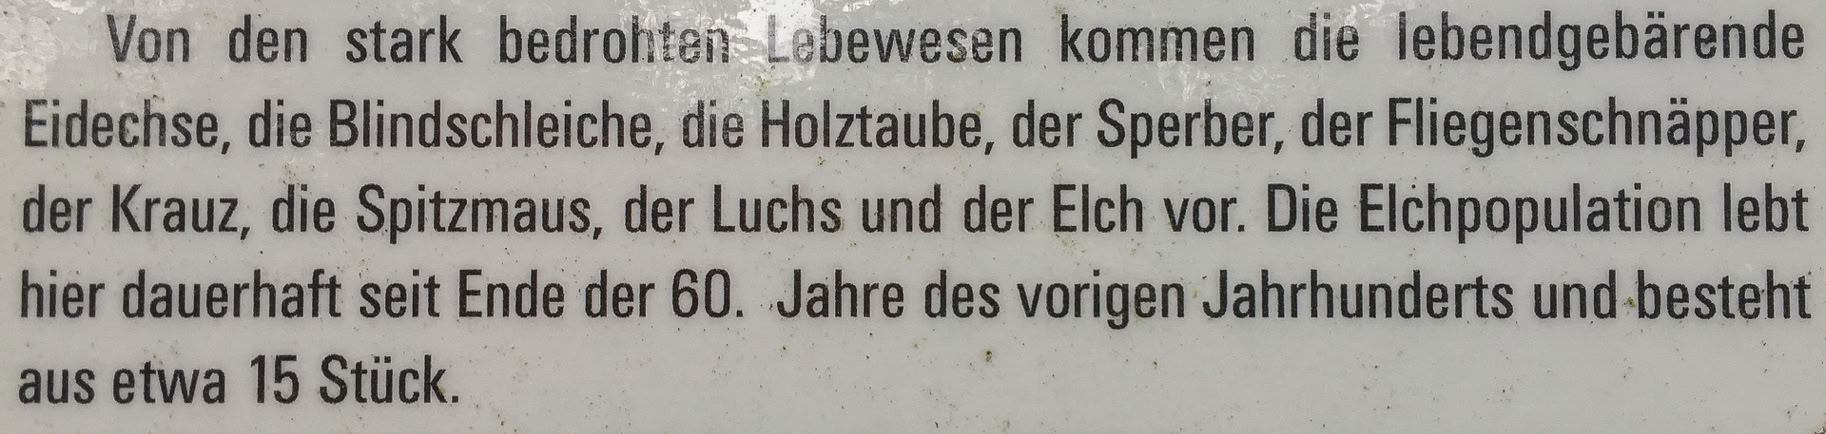 Von den stark bedrohten Lebewesen kommen die lebendgebärende
Eidechse, die Blindschleiche, die Holztaube, der Sperber, der Fliegenschnäpper,
der Krauz, die Spitzmaus, der Luchs und der Elch vor. Die Elchpopulation lebt
hier dauerhaft seit Ende der 60. Jahre des vorigen Jahrhunderts und besteht
aus etwa 15 Stück.